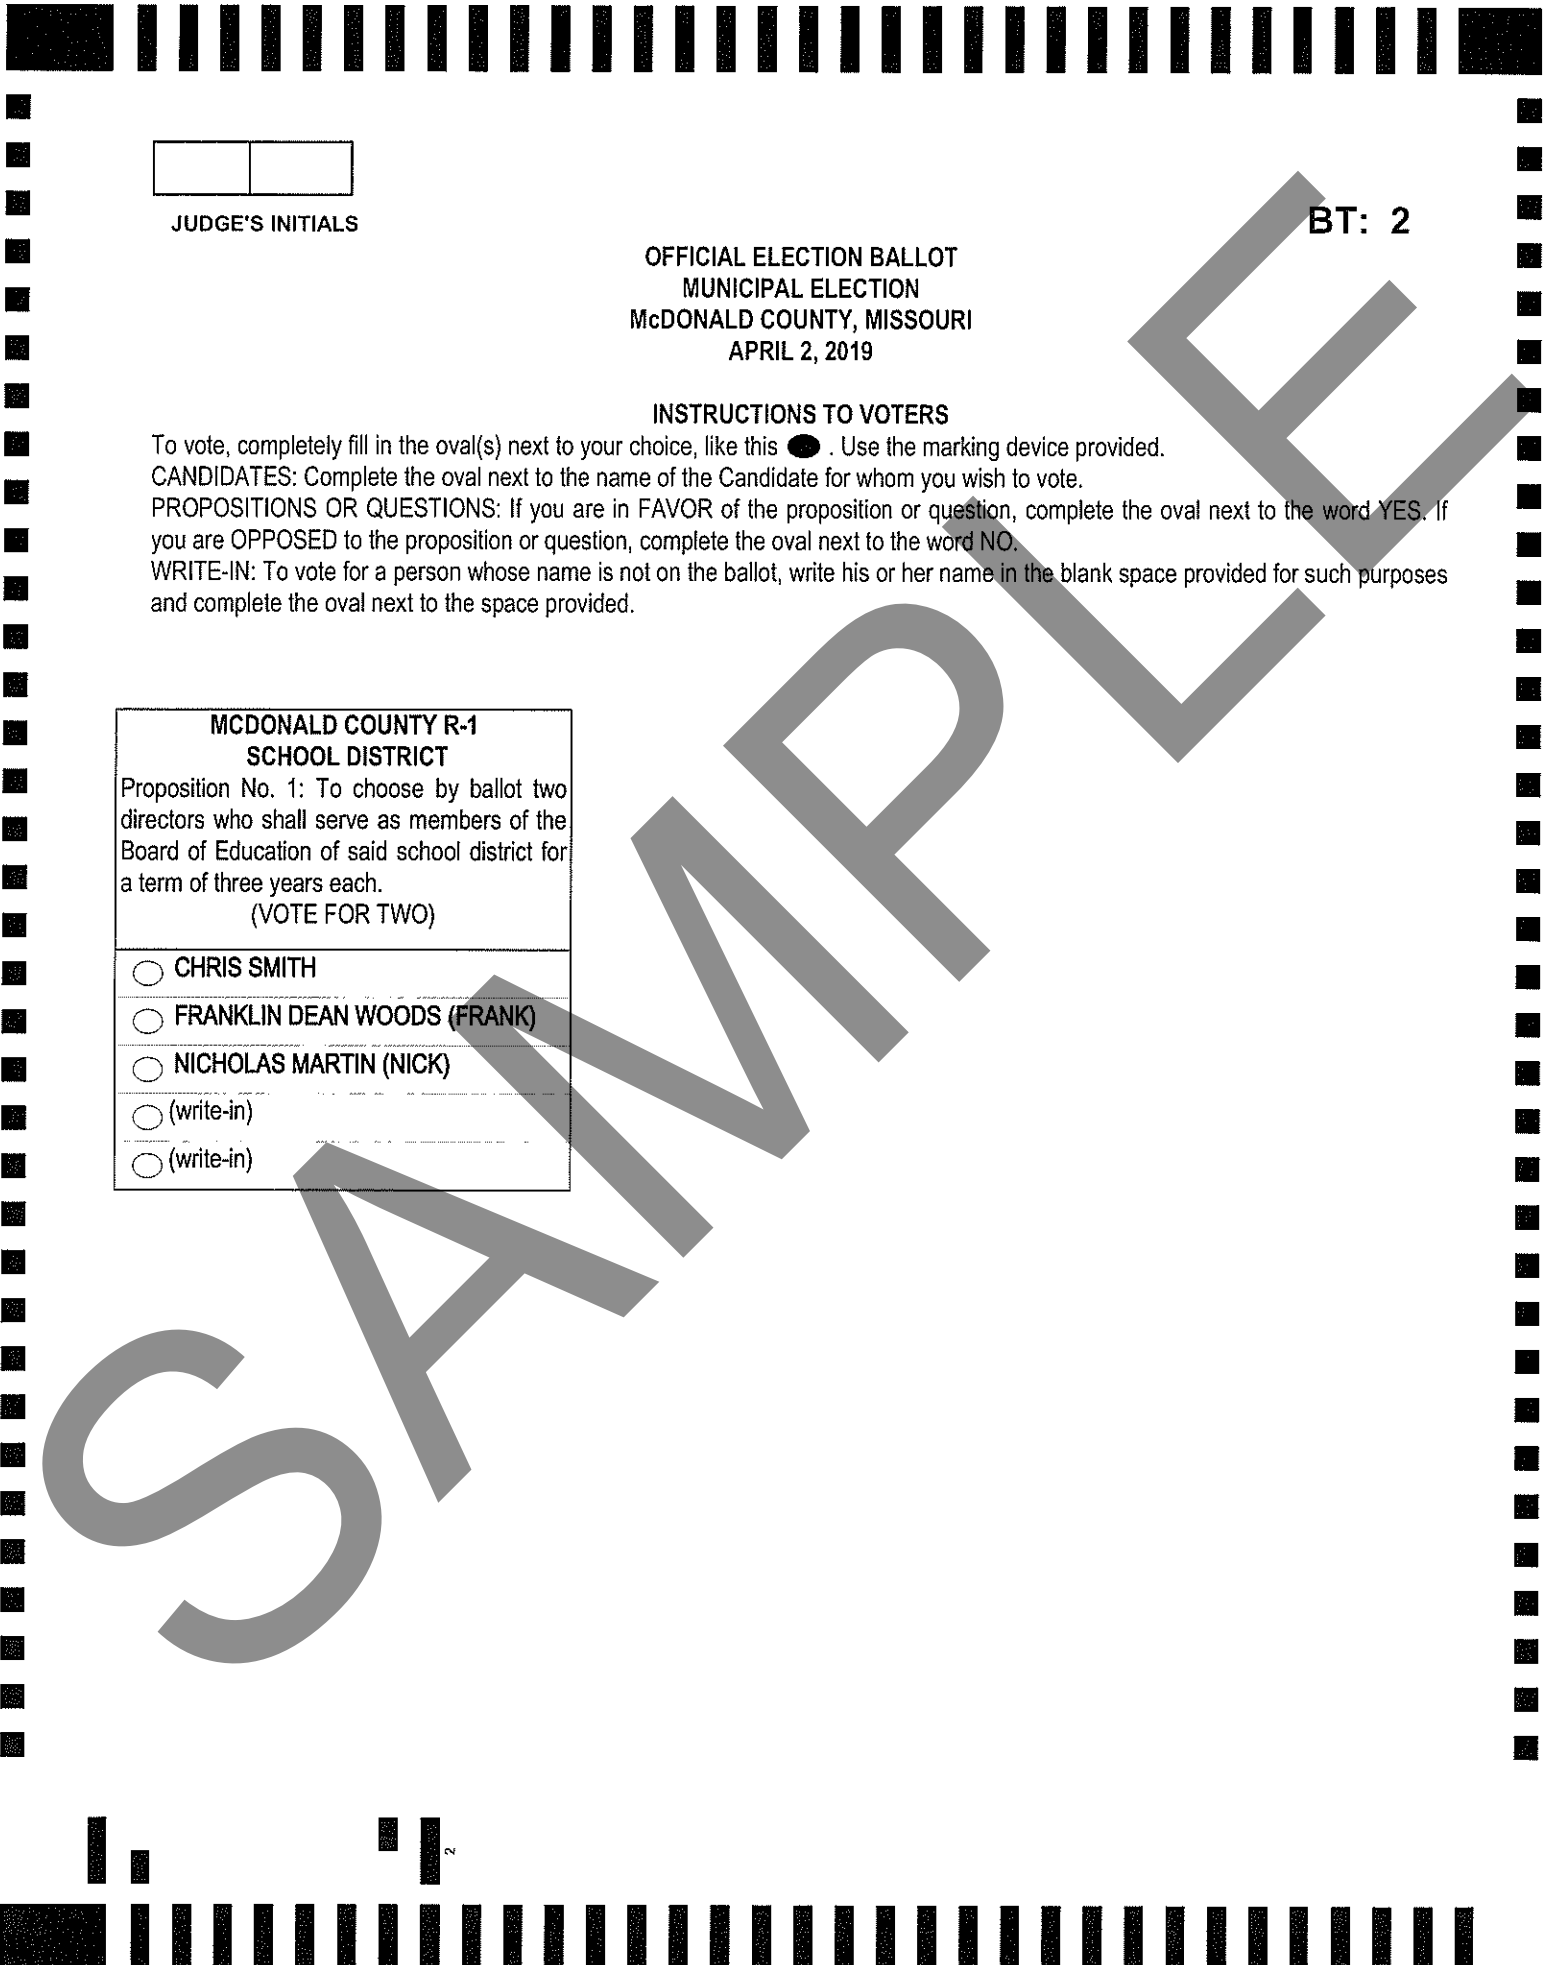 JUDGE'S INITIALS
BT: 2
OFFICIAL ELECTION BALLOT
MUNICIPAL ELECTION
McDONALD COUNTY, MISSOURI
APRIL 2, 2019
INSTRUCTIONS TO VOTERS
To vote, completely fill in the oval(s) next to your choice, like this . Use the marking device provided.
CANDIDATES: Complete the oval next to the name of the Candidate for whom you wish to vote.
PROPOSITIONS OR QUESTIONS: If you are in FAVOR of the proposition or question, complete the oval next to the word YES. If
you are OPPOSED to the proposition or question, complete the oval next to the word NO.
WRITE-IN: To vote for a person whose name is not on the ballot, write his or her name in the blank space provided for such purposes
and complete the oval next to the space provided.
MCDONALD COUNTY R-1
SCHOOL DISTRICT
Proposition No. 1: To choose by ballot two
directors who shall serve as members of the
Board of Education of said school district for
a term of three years each.
(VOTE FOR TWO)
CHRIS SMITH
FRANKLIN DEAN WOODS (FRANK)
NICHOLAS MARTIN (NICK)
(write-in)
(write-in)
SAMPLE
2